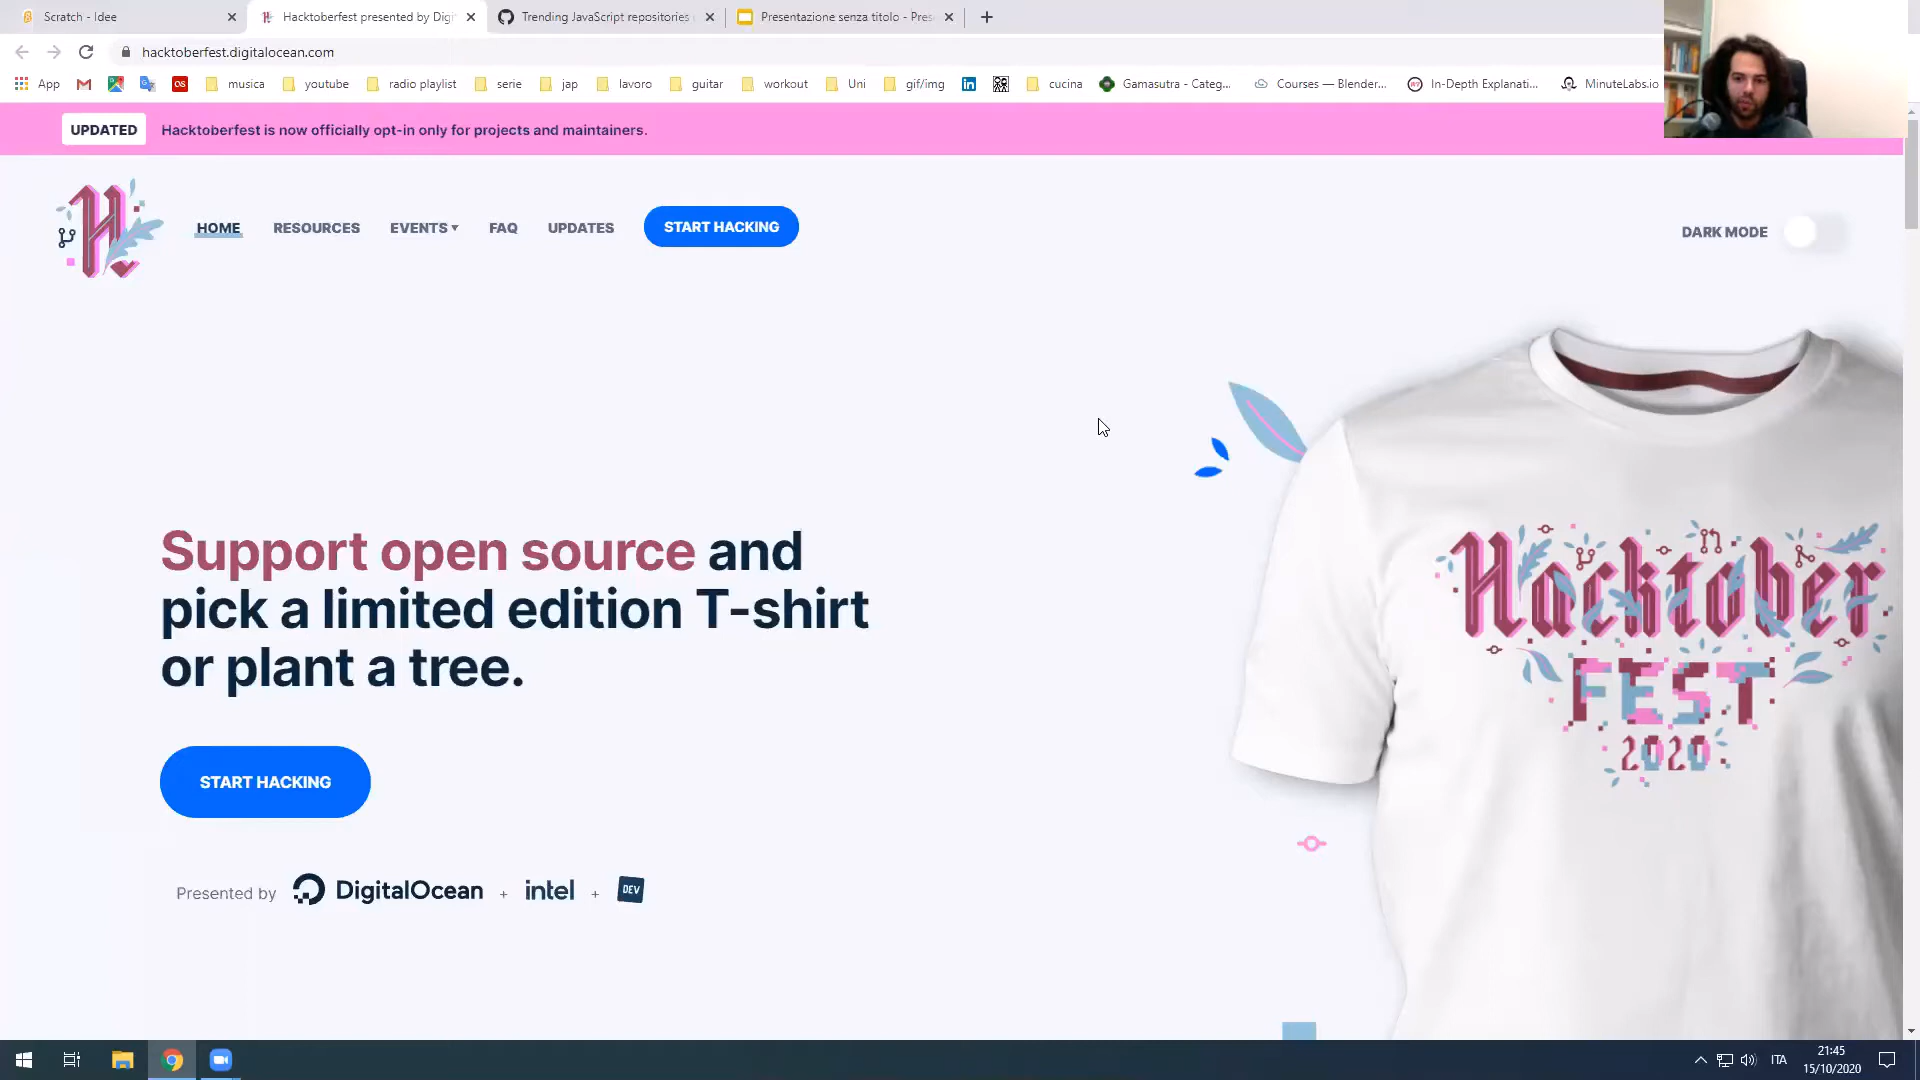 Scratch - Idee
Hacktoberfest presented by Digi
Trending JavaScript repositories
Presentazione senza titolo - Pres
hacktoberfest.digitalocean.com
App musica youtube radio playlist serie jap lavoro guitar workout Uni gif/img cucina Gamasutra - Categ... Courses — Blender... In-Depth Explanati... MinuteLabs.io
UPDATED Hacktoberfest is now officially opt-in only for projects and maintainers.
H
HOME RESOURCES EVENTS FAQ UPDATES START HACKING
DARK MODE
Support open source and
pick a limited edition T-shirt
or plant a tree.
START HACKING
Presented by DigitalOcean + intel + DEV
Hacktober
FEST
2020
ITA
21:45
15/10/2020